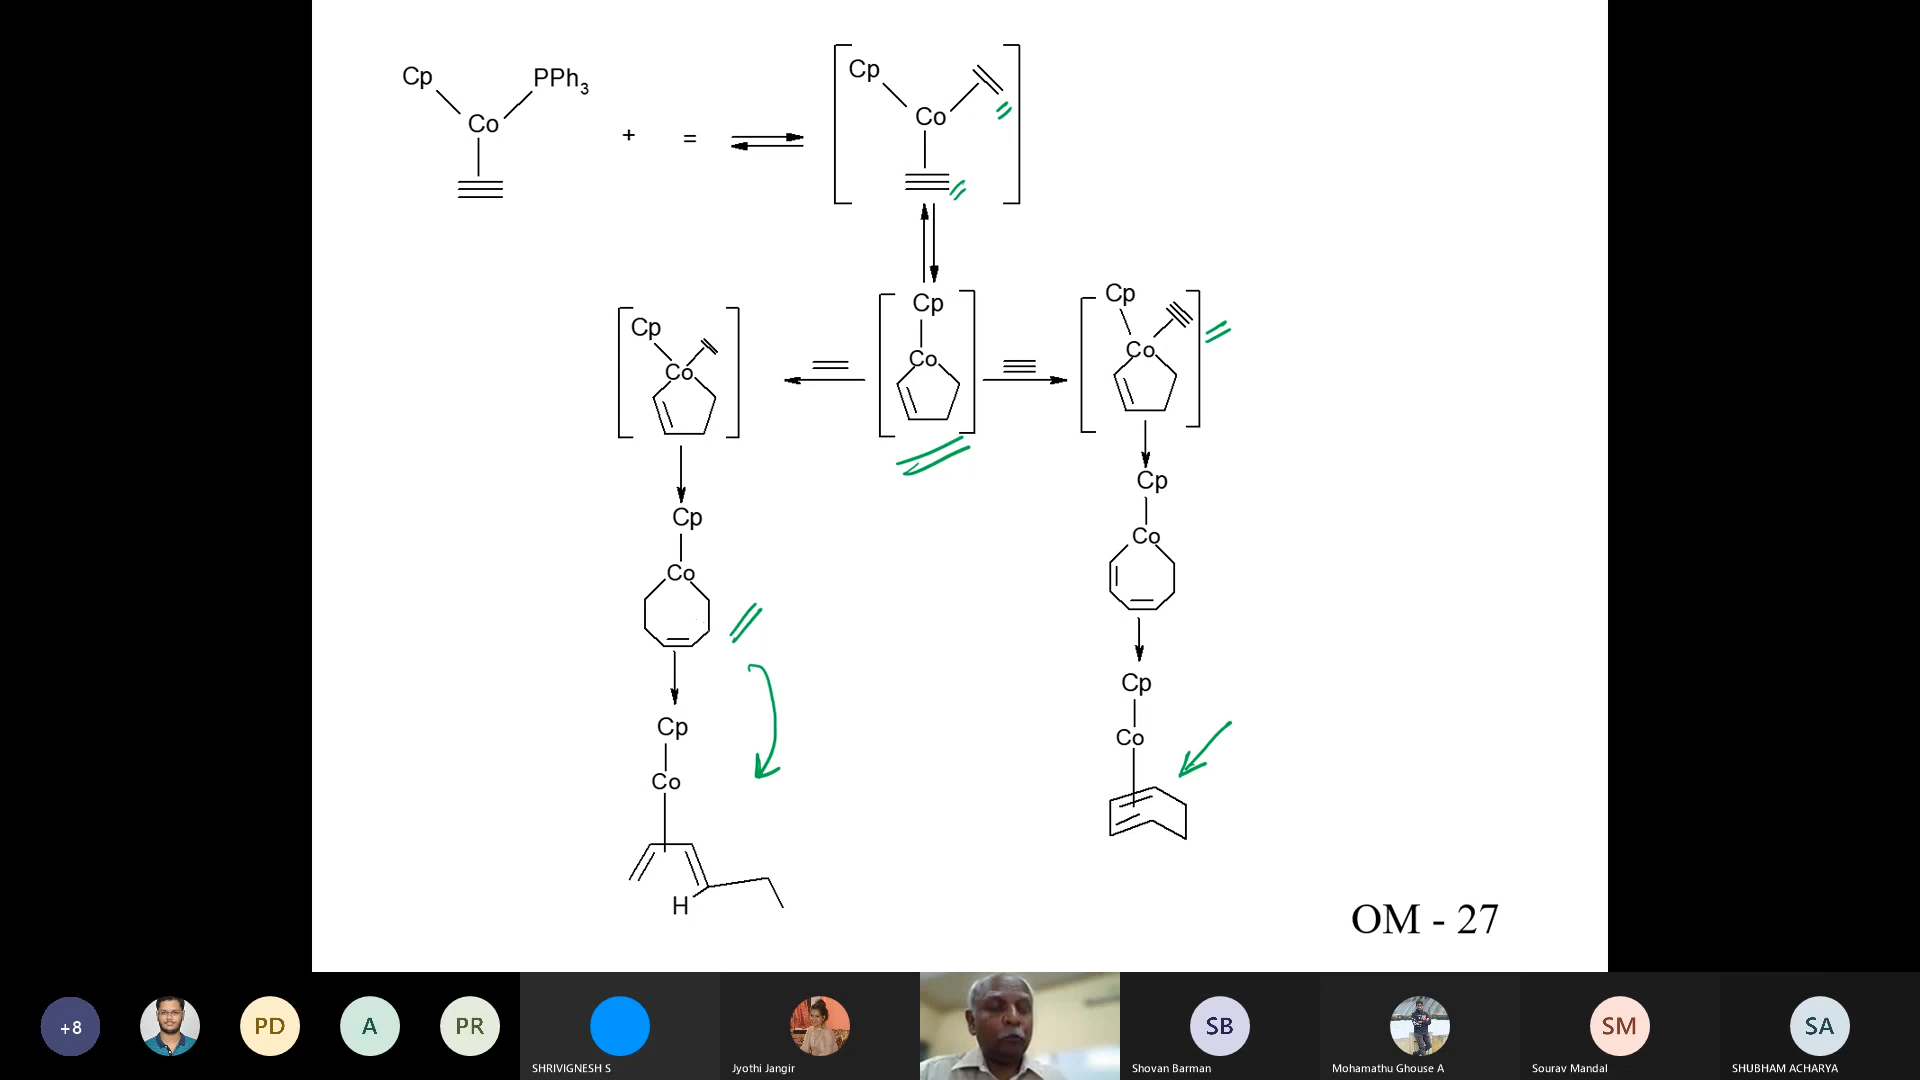 Cp
PPh3
Co
+
=
Cp
Co
Cp
Co
Cp
Co
Cp
Co
Cp
Co
Cp
Co
Cp
Co
Cp
Co
H
OM - 27
+8
PD
A
PR
SB
SM
SA
SHRIVIGNESH S
Jyothi Jangir
Shovan Barman
Mohamathu Ghouse A
Sourav Mandal
SHUBHAM ACHARYA